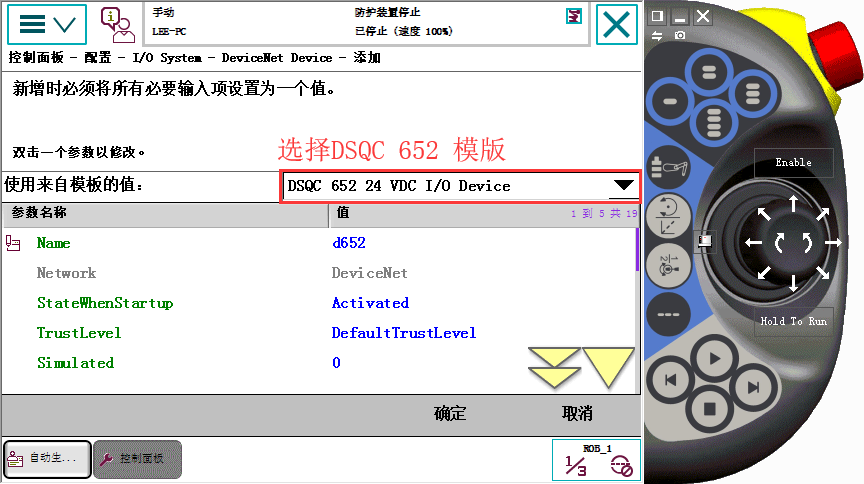 手动
LEE-PC
防护装置停止
已停止 (速度 100%)
控制面板 - 配置 - I/O System - DeviceNet Device - 添加
新增时必须将所有必要输入项设置为一个值。
双击一个参数以修改。
选择DSQC 652 模版
使用来自模板的值:
DSQC 652 24 VDC I/O Device
参数名称
值
1 到 5 共 19
Name
d652
Network
DeviceNet
StateWhenStartup
Activated
TrustLevel
DefaultTrustLevel
Simulated
0
确定
取消
自动生...
控制面板
ROB_1
1/3
Enable
Hold To Run